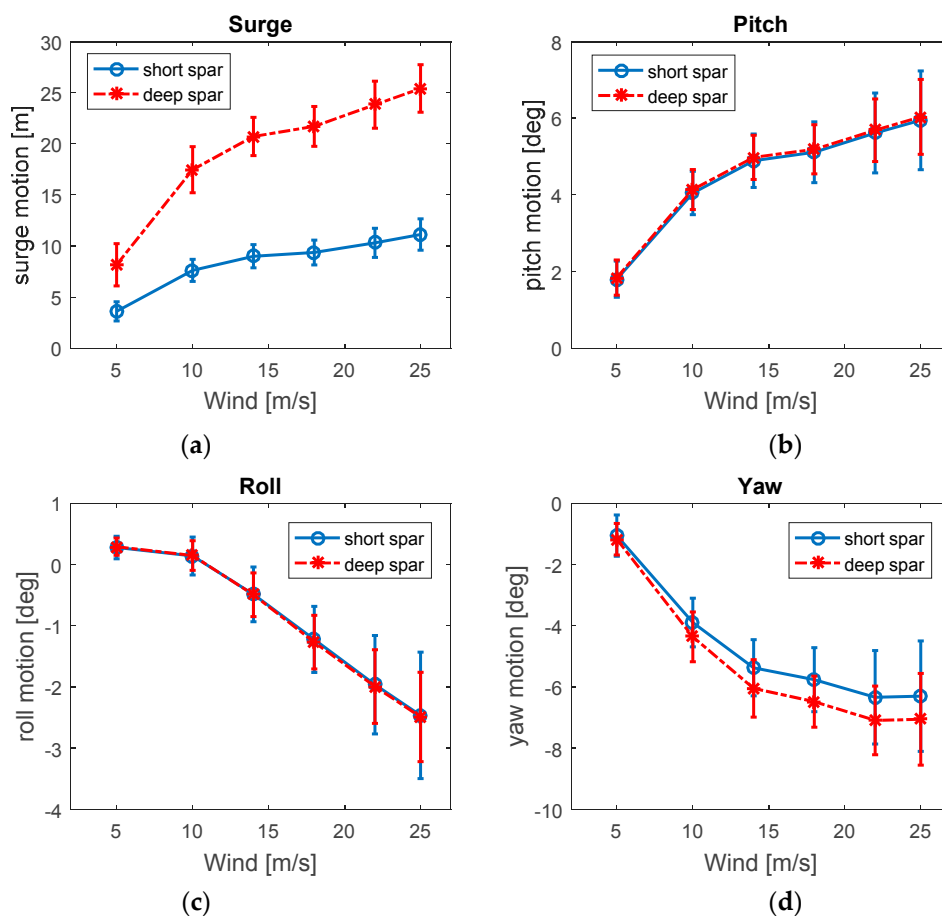 Surge
30
25
20
15
10
5
0
surge motion [m]
short spar
deep spar
5 10 15 20 25
Wind [m/s]
(a)
Pitch
8
6
4
2
0
pitch motion [deg]
short spar
deep spar
5 10 15 20 25
Wind [m/s]
(b)
Roll
1
0
-1
-2
-3
-4
roll motion [deg]
short spar
deep spar
5 10 15 20 25
Wind [m/s]
(c)
Yaw
0
-2
-4
-6
-8
-10
yaw motion [deg]
short spar
deep spar
5 10 15 20 25
Wind [m/s]
(d)